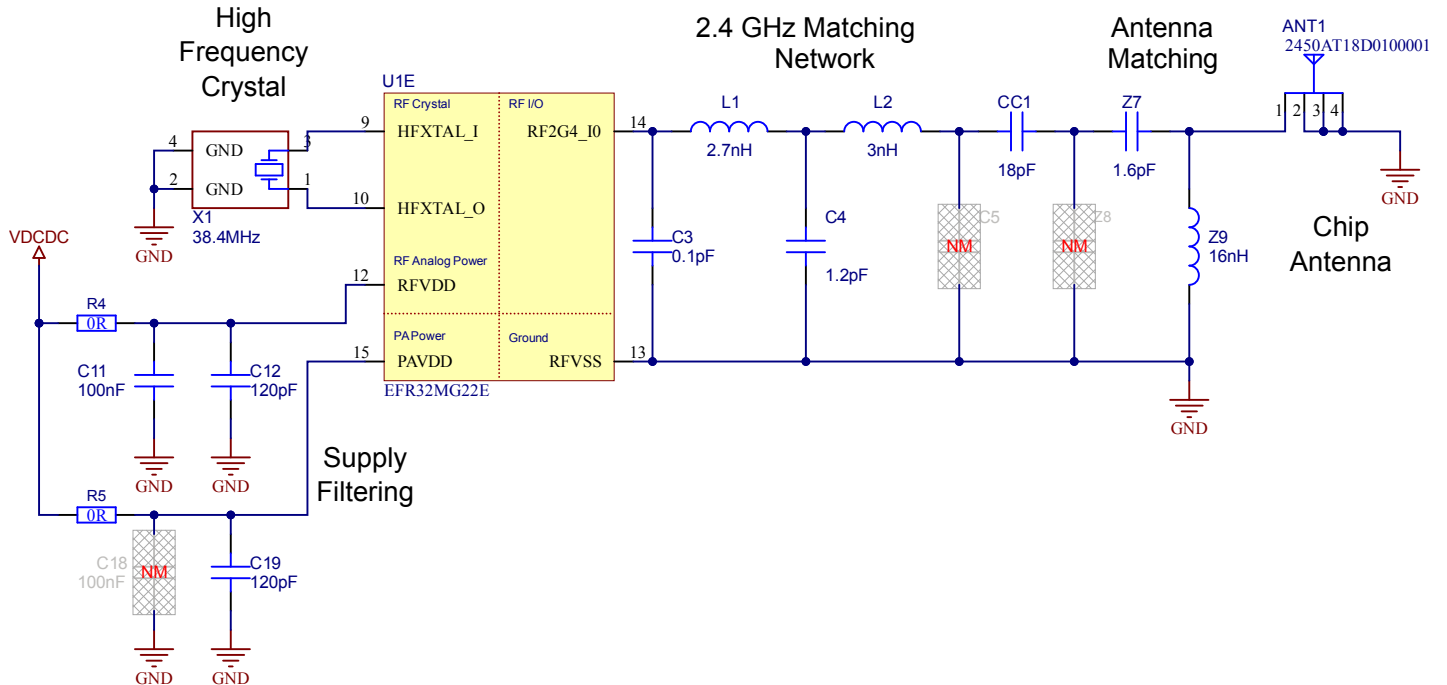 High
Frequency
Crystal
2.4 GHz Matching
Network
Antenna
Matching
ANT1
2450AT18D0100001
U1E
RF Crystal
RF I/O
9
HFXTAL_I
RF2G4_I0
14
L1
2.7nH
L2
3nH
CC1
18pF
Z7
1.6pF
1
2
3
4
GND
4
GND
3
2
GND
1
X1
38.4MHz
GND
10
HFXTAL_O
C3
0.1pF
C4
1.2pF
C5
NM
Z8
NM
Z9
16nH
Chip
Antenna
VDCDC
RF Analog Power
12
RFVDD
R4
0R
PA Power
Ground
15
PAVDD
RFVSS
13
EFR32MG22E
C11
100nF
C12
120pF
GND
GND
GND
Supply
Filtering
R5
0R
C18
100nF
NM
C19
120pF
GND
GND